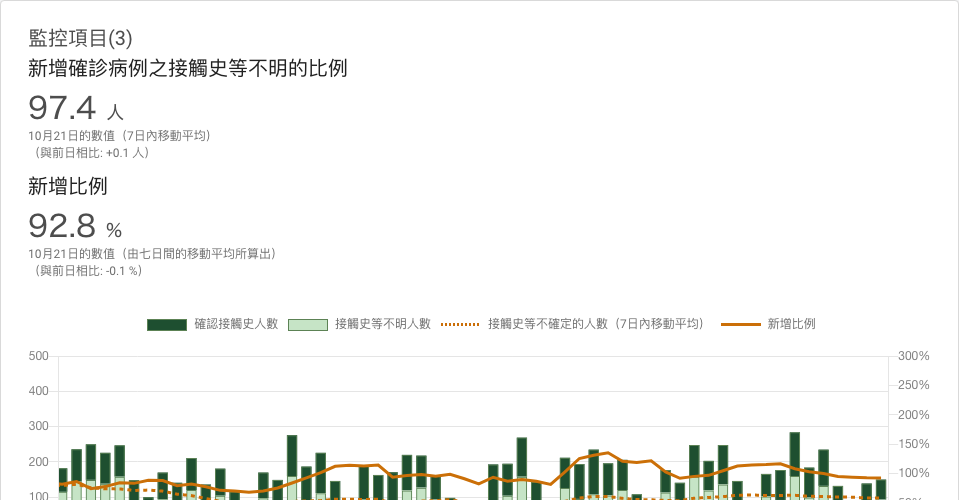 監控項目(3)
新增確診病例之接觸史等不明的比例
97.4 人
10月21日的數值（7日內移動平均）
（與前日相比: +0.1 人）
新增比例
92.8 %
10月21日的數值（由七日間的移動平均所算出）
（與前日相比: -0.1 %）
確認接觸史人數 接觸史等不明人數 接觸史等不確定的人數（7日內移動平均） 新增比例
500 300%
250%
400
200%
300
150%
200
100%
100